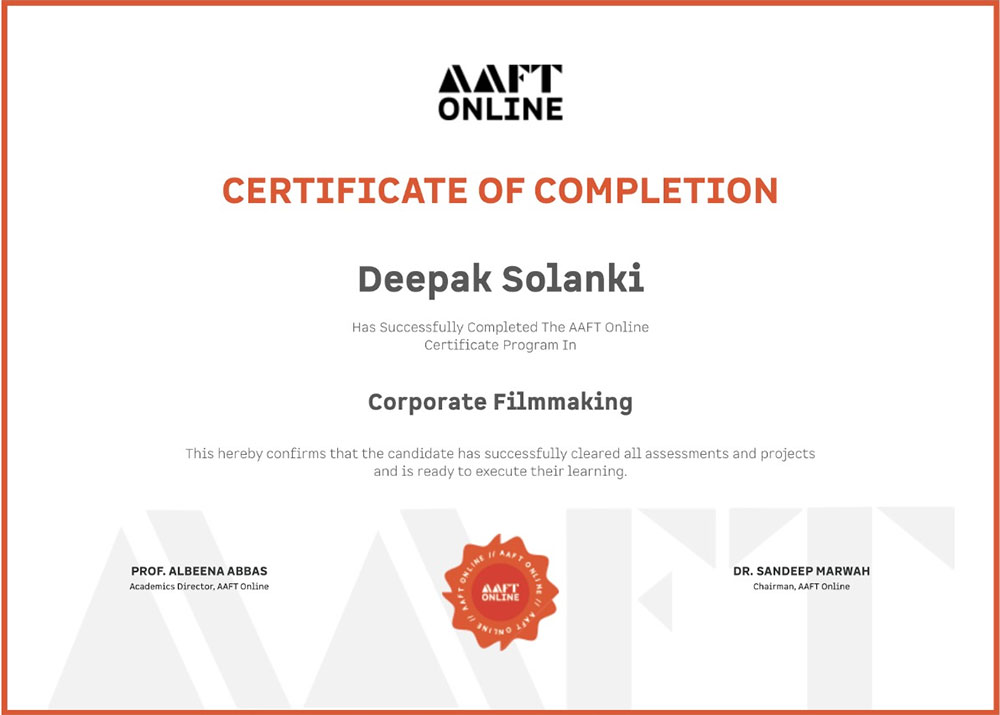 AAFT
ONLINE
CERTIFICATE OF COMPLETION
Deepak Solanki
Has Successfully Completed The AAFT Online
Certificate Program In
Corporate Filmmaking
This hereby confirms that the candidate has successfully cleared all assessments and projects
and is ready to execute their learning.
PROF. ALBEENA ABBAS
Academics Director, AAFT Online
AAFT ONLINE // AAFT ONLINE // AAFT ONLINE //
AAFT
ONLINE
DR. SANDEEP MARWAH
Chairman, AAFT Online
AAFT